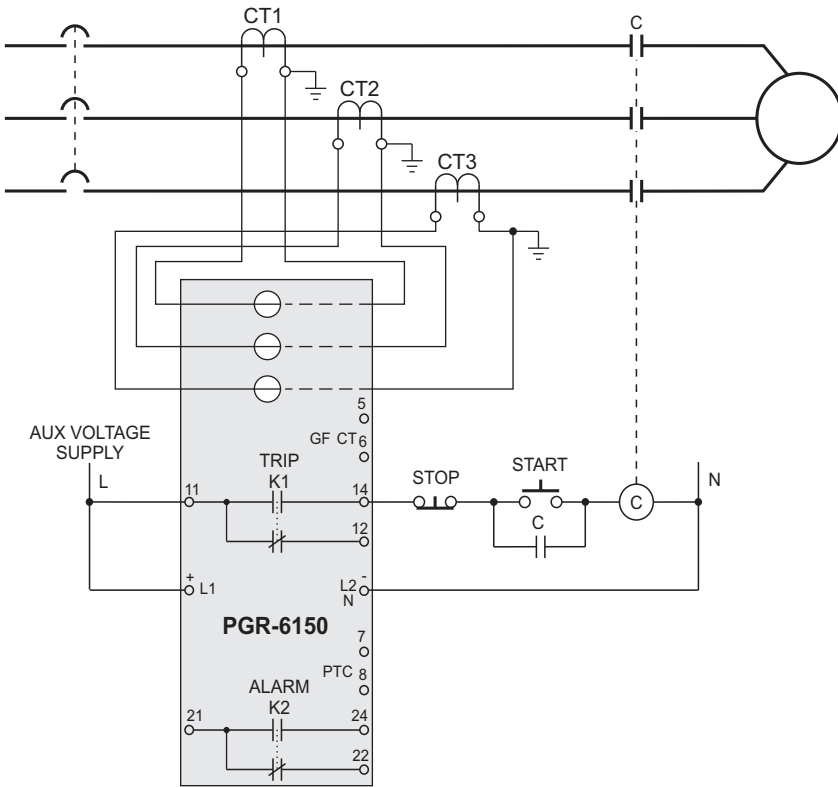 CT1
C
CT2
CT3
5
GF CT 6
AUX VOLTAGE
SUPPLY
L
TRIP
K1
11
14
STOP
START
C
C
N
12
+
L1
-
L2
N
PGR-6150
7
PTC 8
ALARM
K2
21
24
22